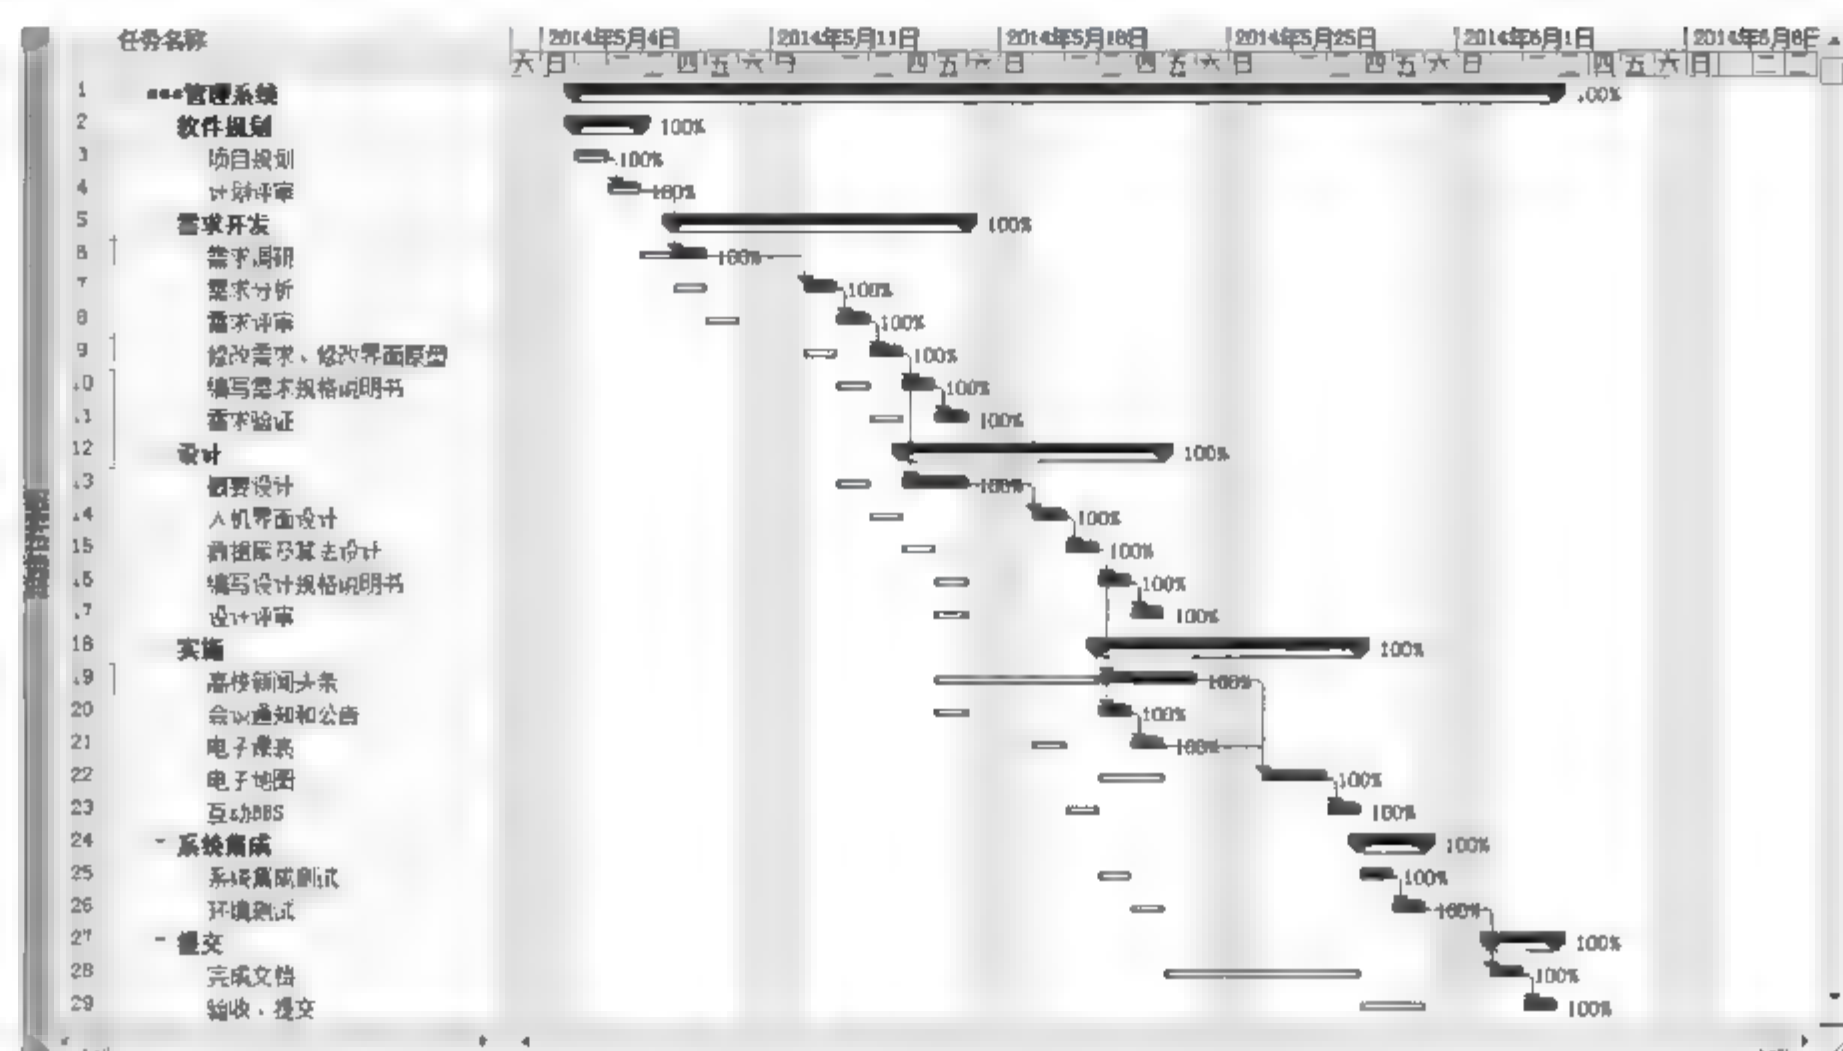 任务名称
2014年5月4日 2014年5月11日 2014年5月18日 2014年5月25日 2014年6月1日 2014年6月8日
六 日 二 四 五 六 日 二 四 五 六 日 二 四 五 六 日 二 四 五 六 日 二 四 五 六 日 二
1 ***管理系统 100%
2 软件规划 100%
3 项目规划 100%
4 计划评审 100%
5 需求开发 100%
6 需求调研 100%
7 需求分析 100%
8 需求评审 100%
9 修改需求、修改界面原型 100%
10 编写需求规格说明书 100%
11 需求验证 100%
12 设计 100%
13 概要设计 100%
14 人机界面设计 100%
15 数据库及算法设计 100%
16 编写设计规格说明书 100%
17 设计评审 100%
18 实施 100%
19 高校新闻头条 100%
20 会议通知和公告 100%
21 电子课表 100%
22 电子地图 100%
23 互动BBS 100%
24 系统集成 100%
25 系统集成测试 100%
26 环境测试 100%
27 提交 100%
28 完成文档 100%
29 验收、提交 100%